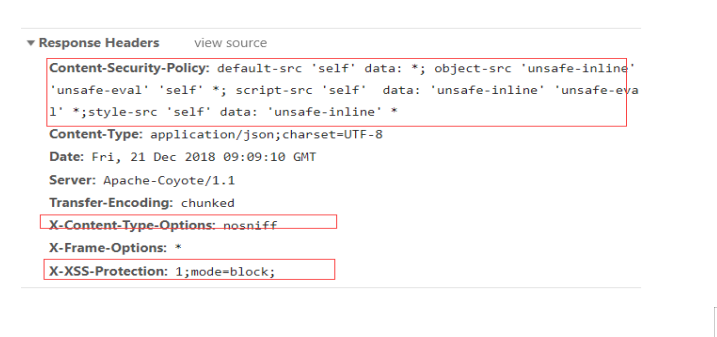 Response Headers view source
Content-Security-Policy: default-src 'self' data: *; object-src 'unsafe-inline'
'unsafe-eval' 'self' *; script-src 'self'  data: 'unsafe-inline' 'unsafe-eva
l' *;style-src 'self' data: 'unsafe-inline' *
Content-Type: application/json;charset=UTF-8
Date: Fri, 21 Dec 2018 09:09:10 GMT
Server: Apache-Coyote/1.1
Transfer-Encoding: chunked
X-Content-Type-Options: nosniff
X-Frame-Options: *
X-XSS-Protection: 1;mode=block;